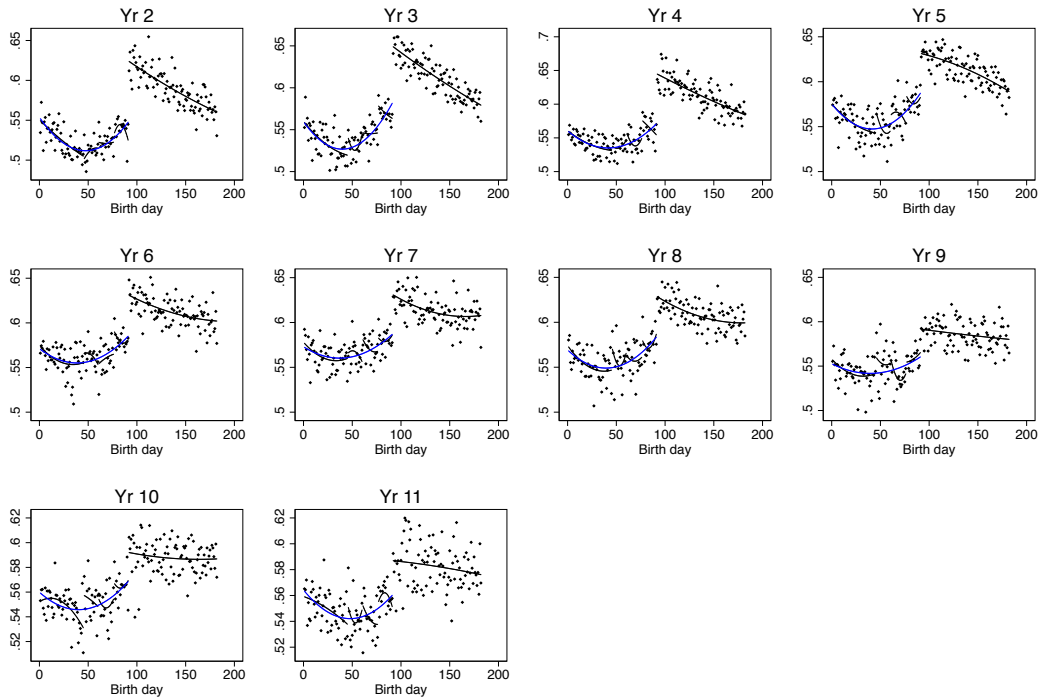 Yr 2 Yr 3 Yr 4 Yr 5
.65 .65 .7 .65
.6 .6 .65 .6
.55 .55 .6 .55
.5 .5 .55 .5
.5
0 50 100 150 200 0 50 100 150 200 0 50 100 150 200 0 50 100 150 200
Birth day Birth day Birth day Birth day
Yr 6 Yr 7 Yr 8 Yr 9
.65 .65 .65 .65
.6 .6 .6 .6
.55 .55 .55 .55
.5 .5 .5 .5
0 50 100 150 200 0 50 100 150 200 0 50 100 150 200 0 50 100 150 200
Birth day Birth day Birth day Birth day
Yr 10 Yr 11
.62 .62
.6 .6
.58 .58
.56 .56
.54 .54
.52 .52
0 50 100 150 200 0 50 100 150 200
Birth day Birth day